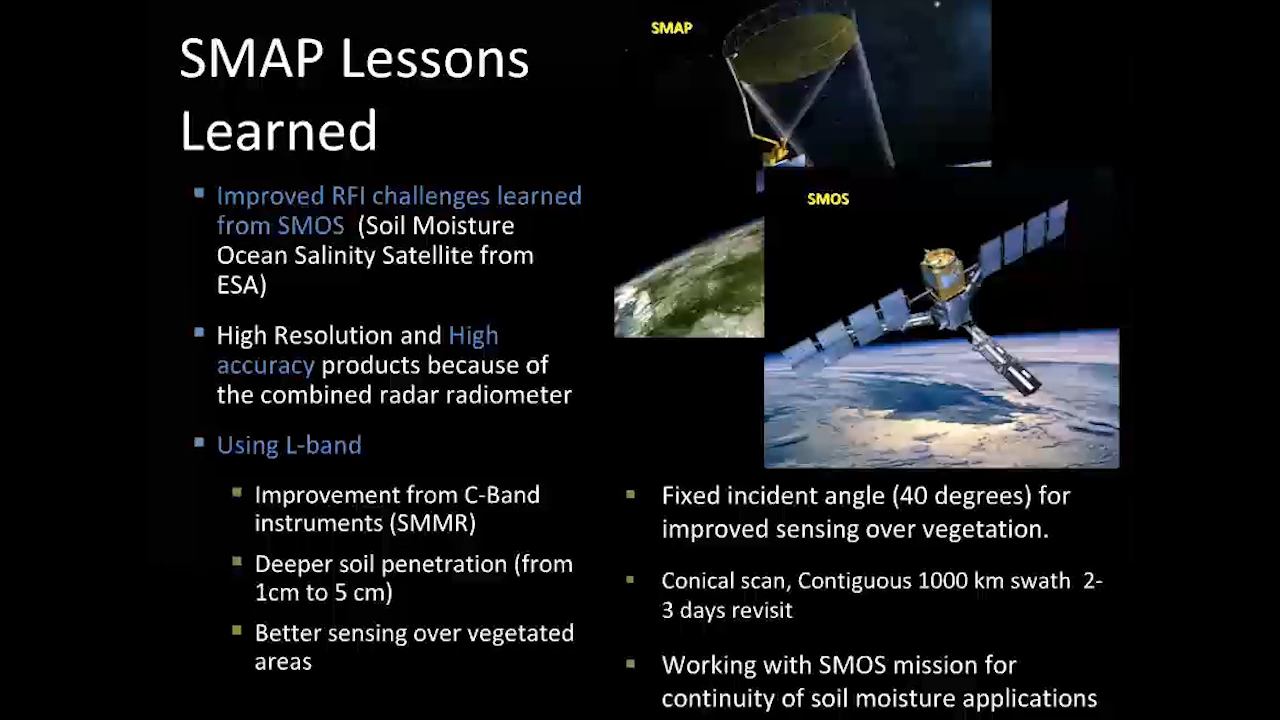 SMAP Lessons
Learned
Improved RFI challenges learned
from SMOS (Soil Moisture
Ocean Salinity Satellite from
ESA)
High Resolution and High
accuracy products because of
the combined radar radiometer
Using L-band
Improvement from C-Band
instruments (SMMR)
Deeper soil penetration (from
1cm to 5 cm)
Better sensing over vegetated
areas
SMAP
SMOS
Fixed incident angle (40 degrees) for
improved sensing over vegetation.
Conical scan, Contiguous 1000 km swath 2-
3 days revisit
Working with SMOS mission for
continuity of soil moisture applications